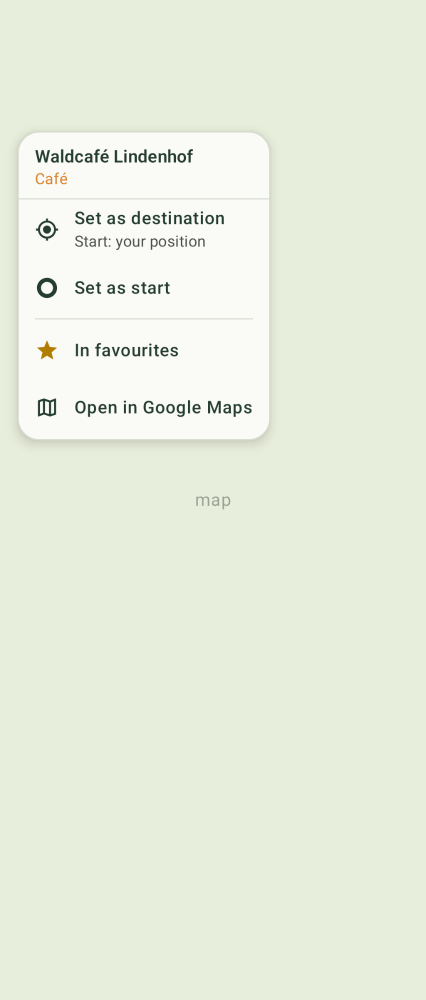 Waldcafé Lindenhof
Café
Set as destination
Start: your position
Set as start
In favourites
Open in Google Maps
map